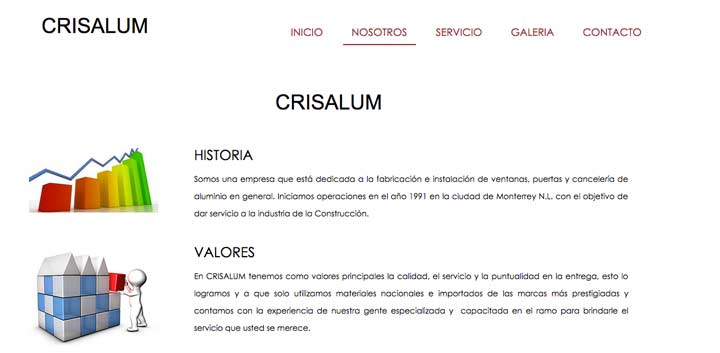 CRISALUM
INICIO NOSOTROS SERVICIO GALERIA CONTACTO
CRISALUM
HISTORIA
Somos una empresa que está dedicada a la fabricación e instalación de ventanas, puertas y cancelería de
aluminio en general. Iniciamos operaciones en el año 1991 en la ciudad de Monterrey N.L. con el objetivo de
dar servicio a la industria de la Construcción.
VALORES
En CRISALUM tenemos como valores principales la calidad, el servicio y la puntualidad en la entrega, esto lo
logramos y a que solo utilizamos materiales nacionales e importados de las marcas más prestigiadas y
contamos con la experiencia de nuestra gente especializada y capacitada en el ramo para brindarle el
servicio que usted se merece.